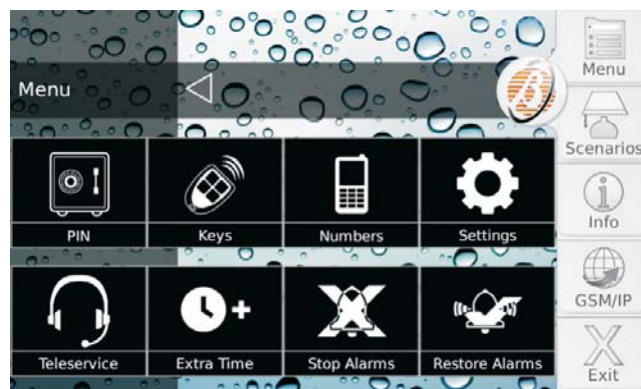 Menu
PIN
Keys
Numbers
Settings
Teleservice
Extra Time
Stop Alarms
Restore Alarms
Menu
Scenarios
Info
GSM/IP
Exit